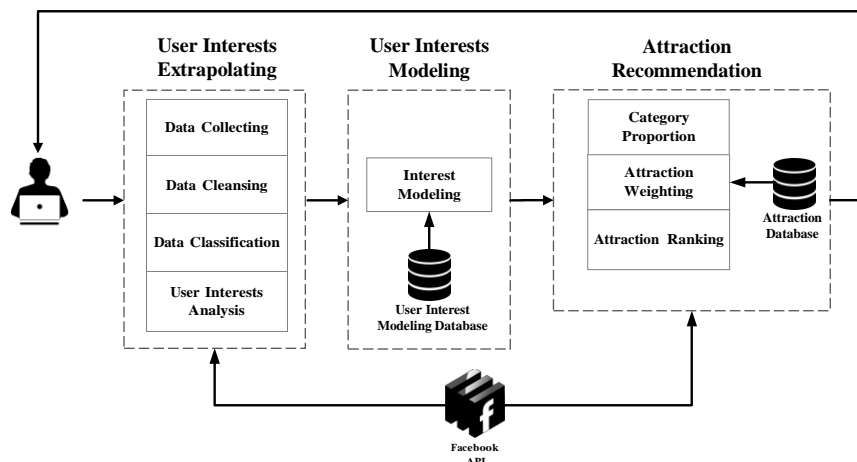 User Interests
Extrapolating
User Interests
Modeling
Attraction
Recommendation
Data Collecting
Data Cleansing
Data Classification
User Interests
Analysis
Interest
Modeling
User Interest
Modeling Database
Category
Proportion
Attraction
Weighting
Attraction Ranking
Attraction
Database
f
Facebook
API